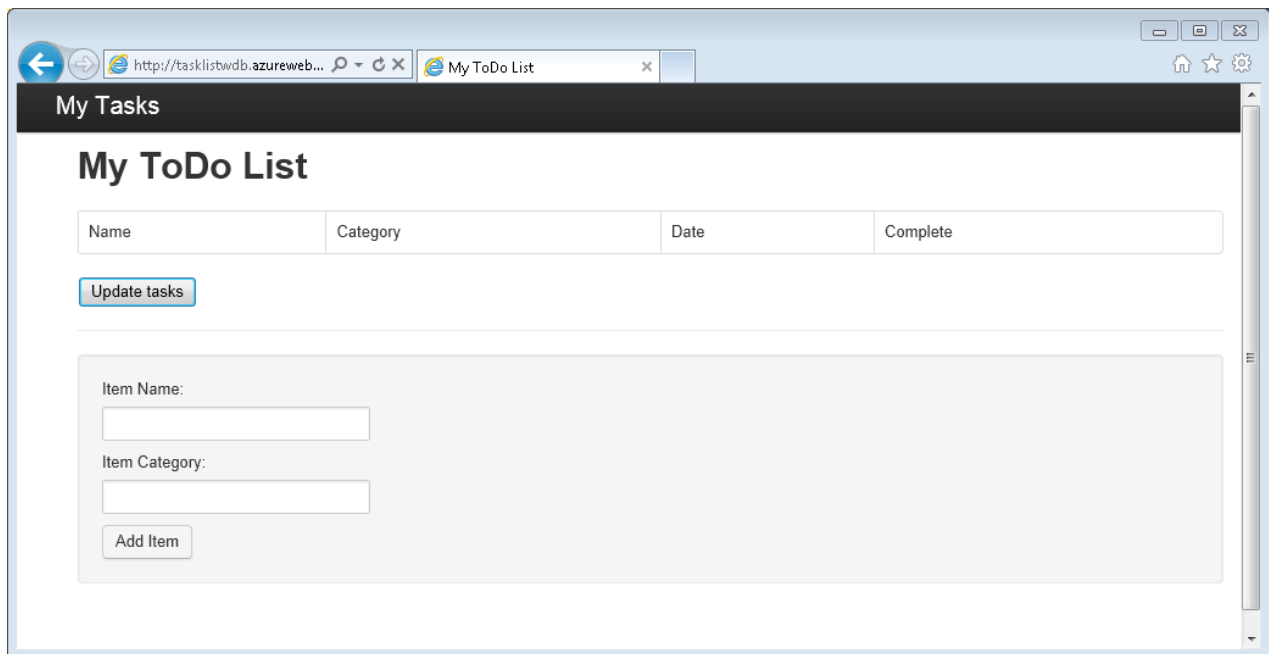 http://tasklistwdb.azureweb... My ToDo List
My Tasks
My ToDo List
Name Category Date Complete
Update tasks
Item Name:
Item Category:
Add Item